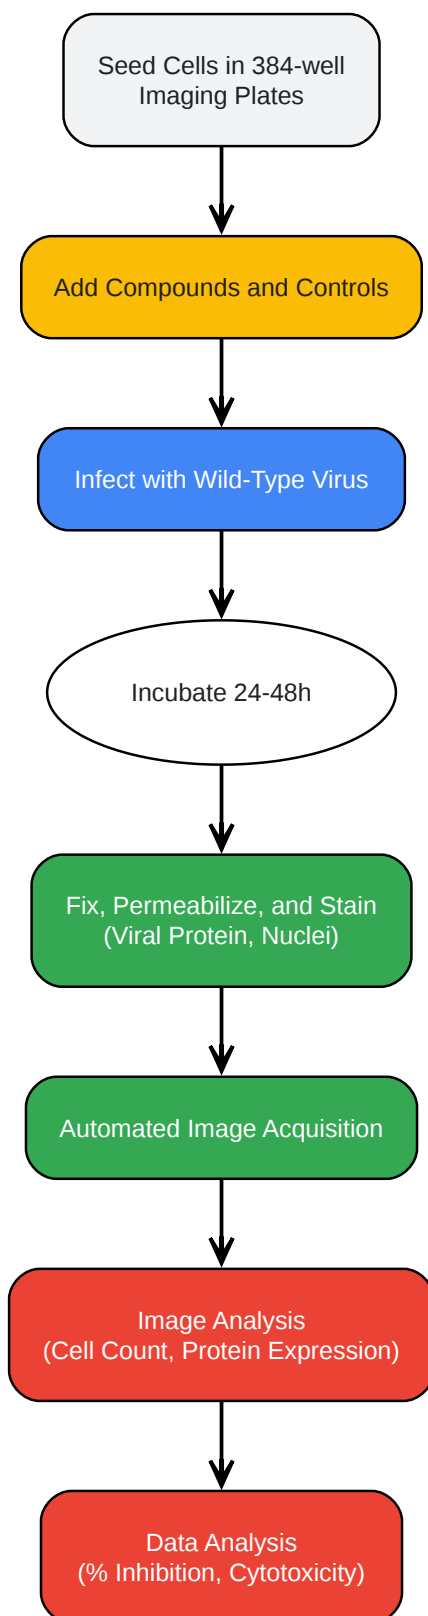 Seed Cells in 384-well
Imaging Plates
Add Compounds and Controls
Infect with Wild-Type Virus
Incubate 24-48h
Fix, Permeabilize, and Stain
(Viral Protein, Nuclei)
Automated Image Acquisition
Image Analysis
(Cell Count, Protein Expression)
Data Analysis
(% Inhibition, Cytotoxicity)